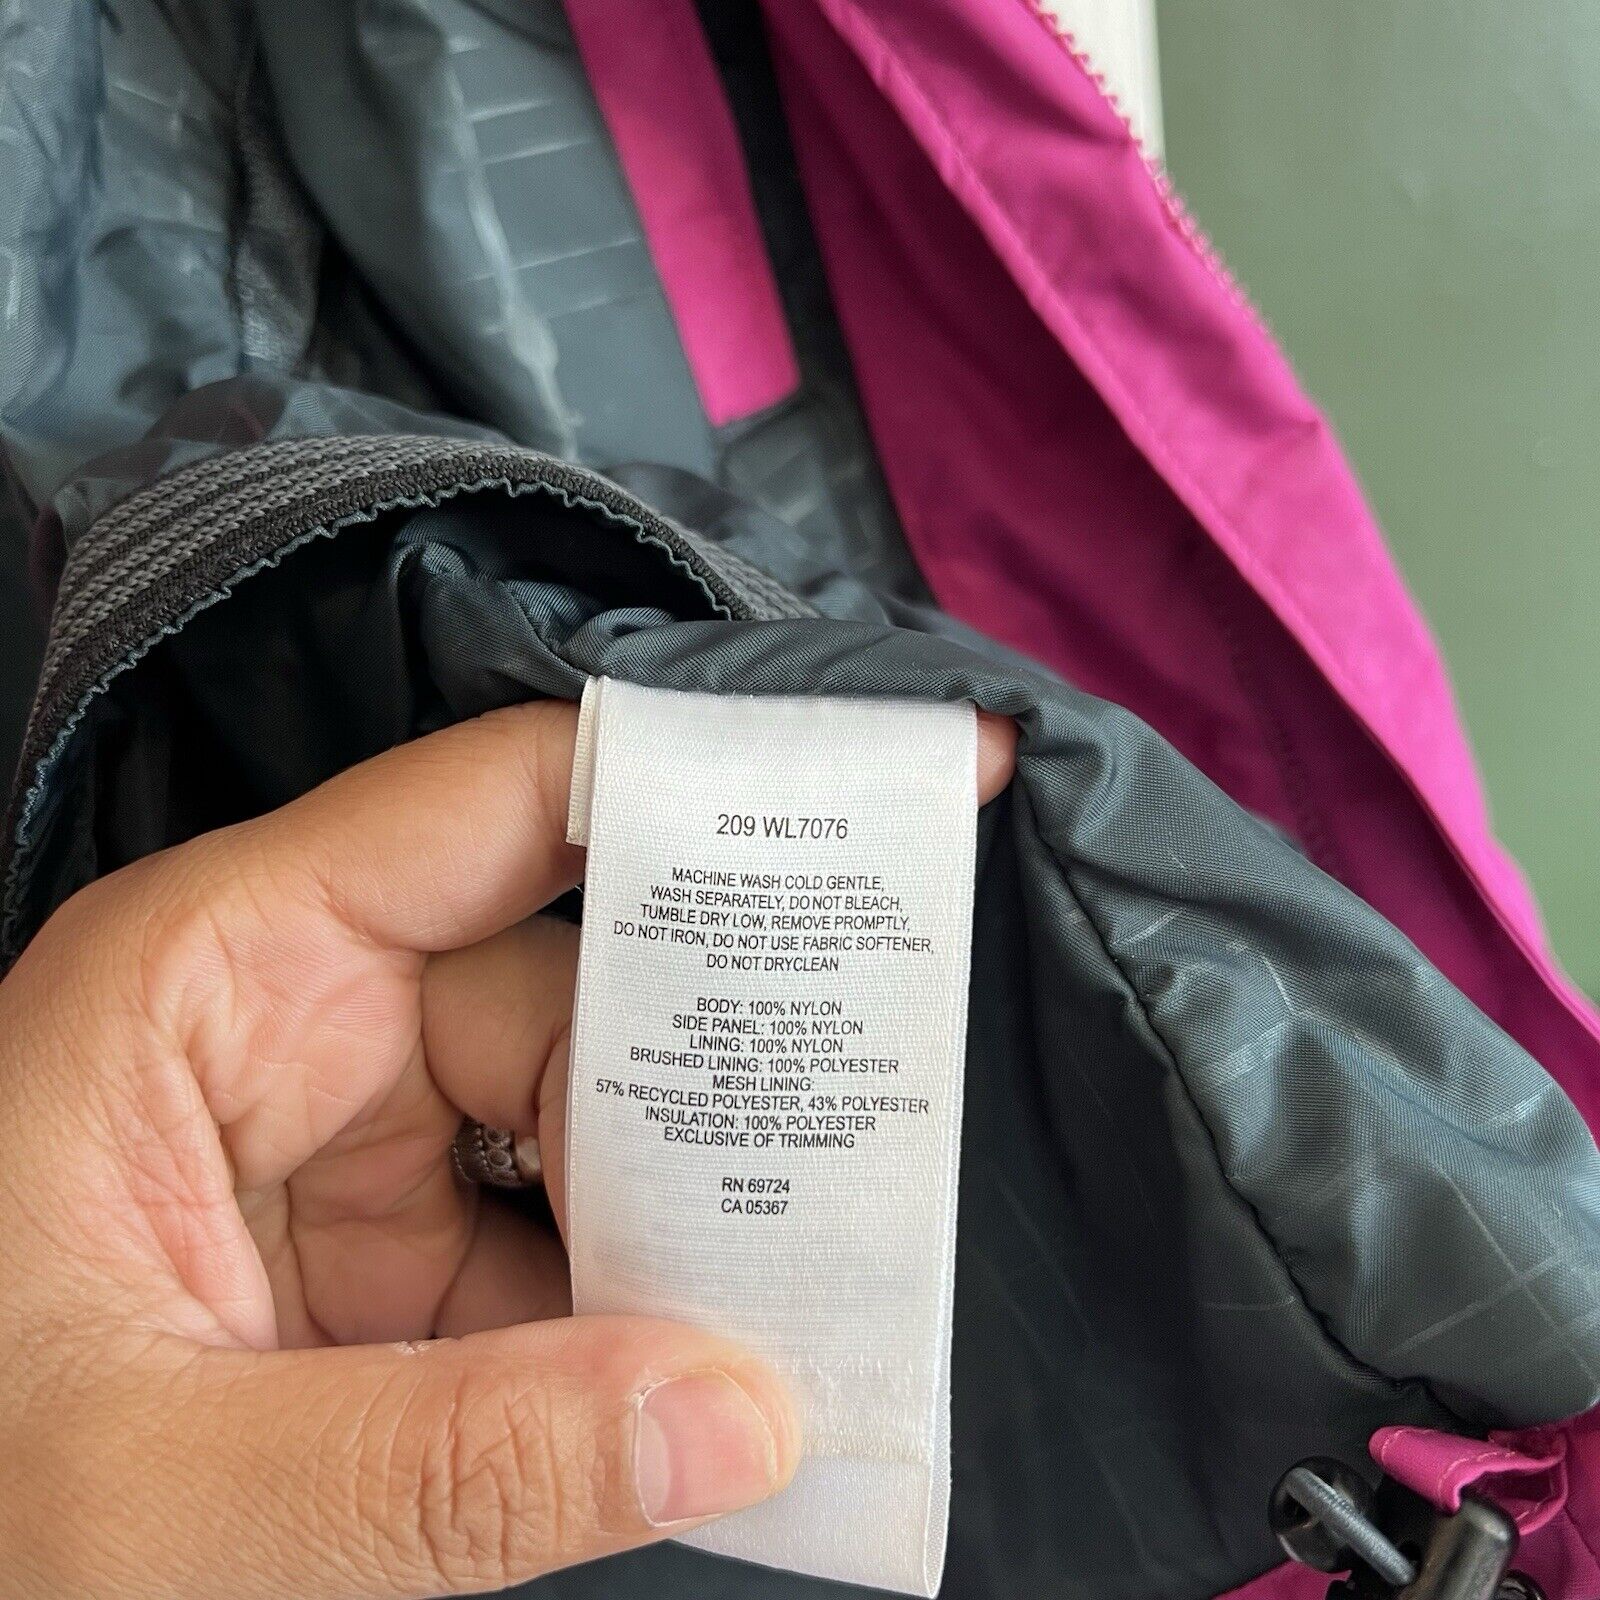 209 WL7076
MACHINE WASH COLD GENTLE,
WASH SEPARATELY, DO NOT BLEACH,
TUMBLE DRY LOW, REMOVE PROMPTLY,
DO NOT IRON, DO NOT USE FABRIC SOFTENER,
DO NOT DRYCLEAN
BODY: 100% NYLON
SIDE PANEL: 100% NYLON
LINING: 100% NYLON
BRUSHED LINING: 100% POLYESTER
MESH LINING:
57% RECYCLED POLYESTER, 43% POLYESTER
INSULATION: 100% POLYESTER
EXCLUSIVE OF TRIMMING
RN 69724
CA 05367